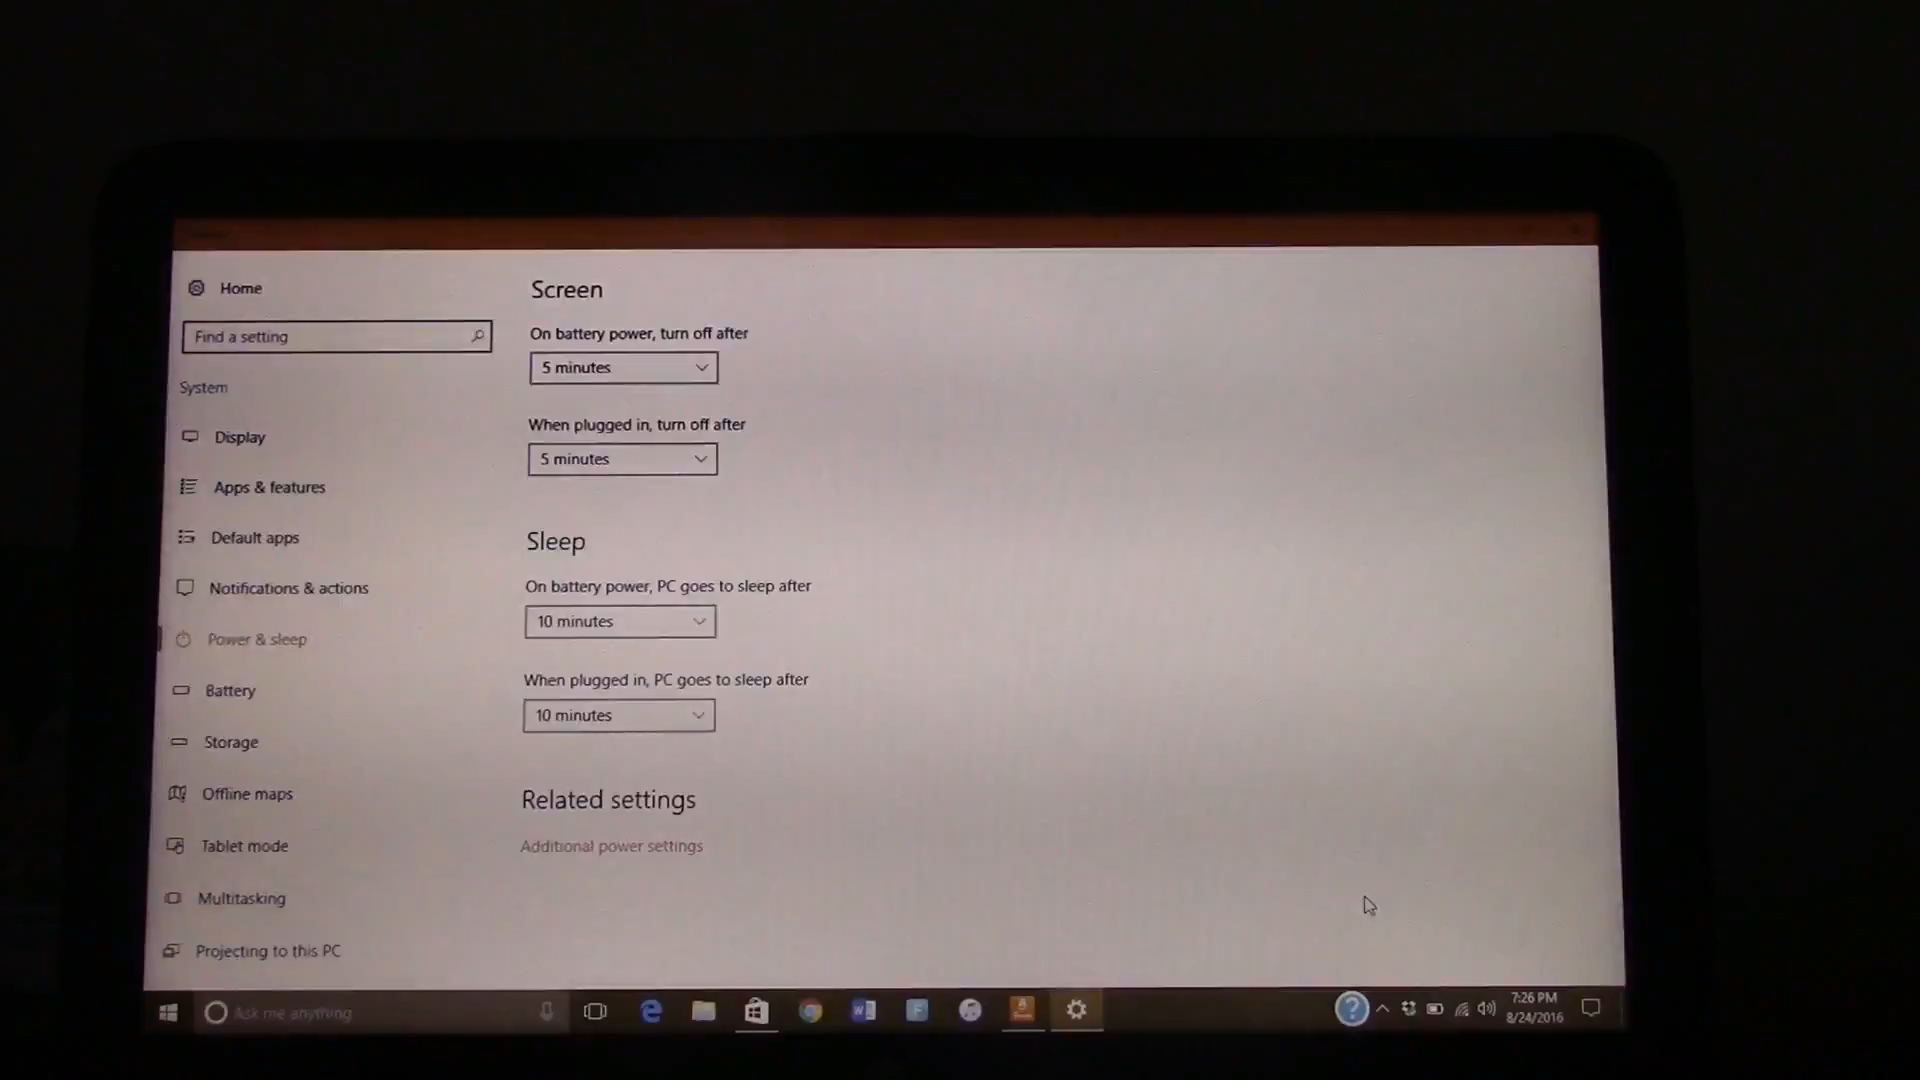 Home
Find a setting
System
Display
Apps & features
Default apps
Notifications & actions
Power & sleep
Battery
Storage
Offline maps
Tablet mode
Multitasking
Projecting to this PC
Screen
On battery power, turn off after
5 minutes
When plugged in, turn off after
5 minutes
Sleep
On battery power, PC goes to sleep after
10 minutes
When plugged in, PC goes to sleep after
10 minutes
Related settings
Additional power settings
Ask me anything
7:26 PM
8/24/2016